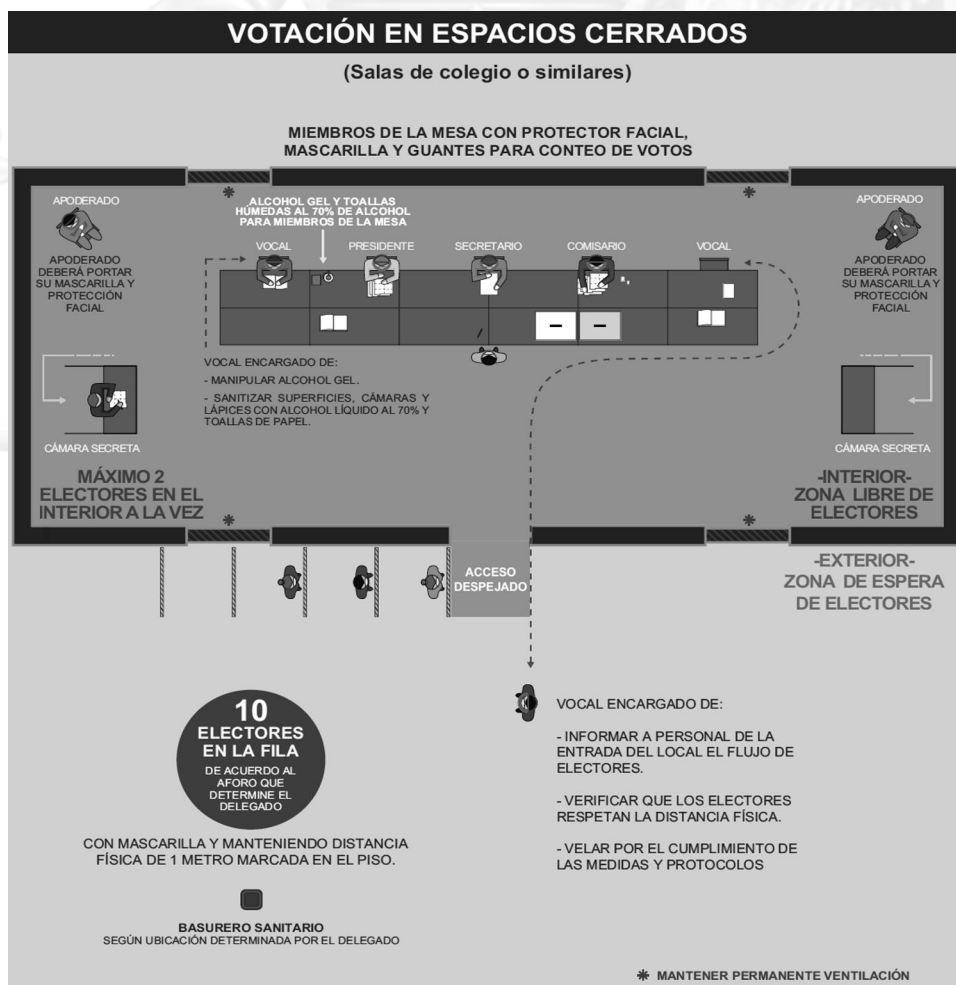 VOTACIÓN EN ESPACIOS CERRADOS
(Salas de colegio o similares)
MIEMBROS DE LA MESA CON PROTECTOR FACIAL,
MASCARILLA Y GUANTES PARA CONTEO DE VOTOS
APODERADO
APODERADO
DEBERÁ PORTAR
SU MASCARILLA Y
PROTECCIÓN
FACIAL
ALCOHOL GEL Y TOALLAS
HÚMEDAS AL 70% DE ALCOHOL
PARA MIEMBROS DE LA MESA
VOCAL
PRESIDENTE
SECRETARIO
COMISARIO
VOCAL
APODERADO
APODERADO
DEBERÁ PORTAR
SU MASCARILLA Y
PROTECCIÓN
FACIAL
VOCAL ENCARGADO DE:
- MANIPULAR ALCOHOL GEL.
- SANITIZAR SUPERFICIES, CÁMARAS Y
LÁPICES CON ALCOHOL LÍQUIDO AL 70% Y
TOALLAS DE PAPEL.
CÁMARA SECRETA
CÁMARA SECRETA
MÁXIMO 2
ELECTORES EN EL
INTERIOR A LA VEZ
-INTERIOR-
ZONA LIBRE DE
ELECTORES
ACCESO
DESPEJADO
-EXTERIOR-
ZONA DE ESPERA
DE ELECTORES
10
ELECTORES
EN LA FILA
DE ACUERDO AL
AFORO QUE
DETERMINE EL
DELEGADO
CON MASCARILLA Y MANTENIENDO DISTANCIA
FÍSICA DE 1 METRO MARCADA EN EL PISO.
BASURERO SANITARIO
SEGÚN UBICACIÓN DETERMINADA POR EL DELEGADO
VOCAL ENCARGADO DE:
- INFORMAR A PERSONAL DE LA
ENTRADA DEL LOCAL EL FLUJO DE
ELECTORES.
- VERIFICAR QUE LOS ELECTORES
RESPETAN LA DISTANCIA FÍSICA.
- VELAR POR EL CUMPLIMIENTO DE
LAS MEDIDAS Y PROTOCOLOS
* MANTENER PERMANENTE VENTILACIÓN